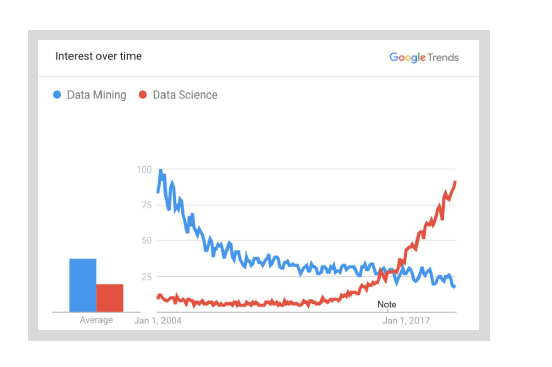 Interest over time Google Trends
Data Mining Data Science
100
75
50
25
Note
Average Jan 1, 2004 Jan 1, 2017